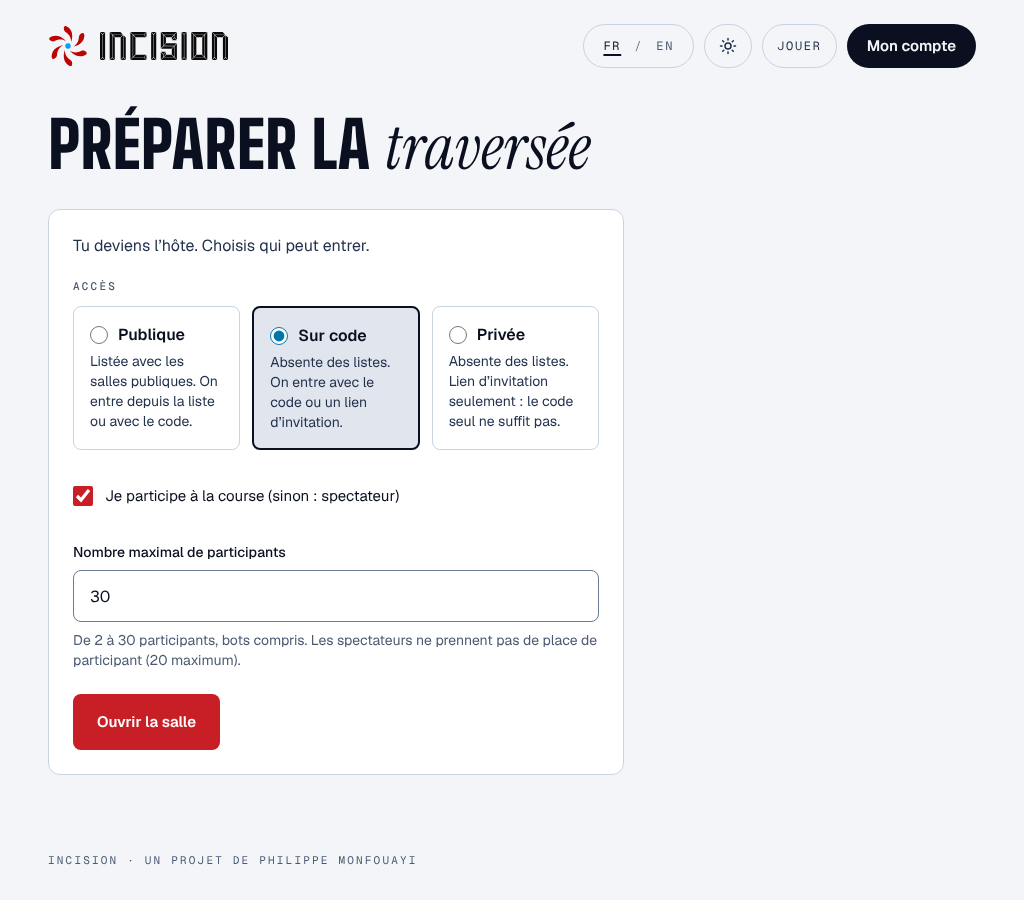 INCISION
FR / EN
JOUER
Mon compte
PRÉPARER LA traversée
Tu deviens l’hôte. Choisis qui peut entrer.
ACCÈS
Publique
Listée avec les
salles publiques. On
entre depuis la liste
ou avec le code.
Sur code
Absente des listes.
On entre avec le
code ou un lien
d’invitation.
Privée
Absente des listes.
Lien d’invitation
seulement : le code
seul ne suffit pas.
Je participe à la course (sinon : spectateur)
Nombre maximal de participants
30
De 2 à 30 participants, bots compris. Les spectateurs ne prennent pas de place de
participant (20 maximum).
Ouvrir la salle
INCISION · UN PROJET DE PHILIPPE MONFOUAYI